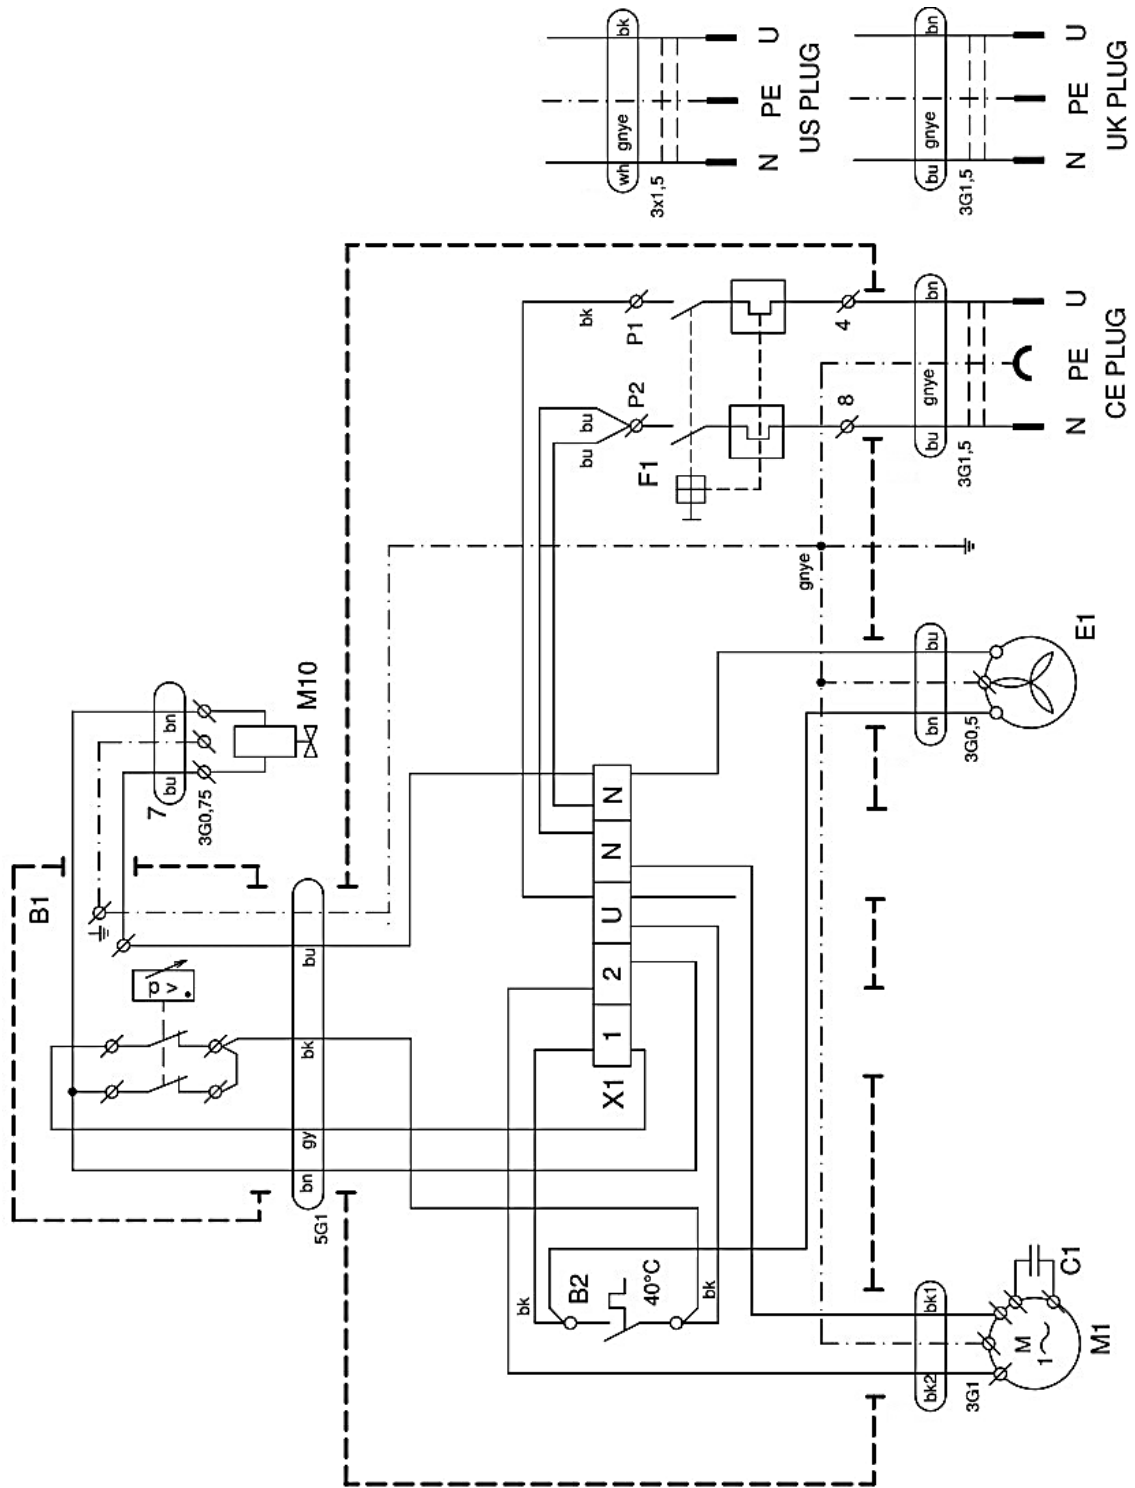 bk
gnye
wh
3x1,5
U
PE
N
US PLUG
bn
gnye
bu
3G1,5
U
PE
N
UK PLUG
B1
bn
bu
7
3G0,75
M10
p
v
bu
bk
gy
bn
5G1
bk
P1
bu
bu
P2
F1
4
8
bn
gnye
bu
3G1,5
U
PE
N
CE PLUG
gnye
N
N
U
2
1
X1
bu
bn
3G0,5
E1
bk
B2
40°C
bk
bk1
bk2
3G1
M
1~
M1
C1